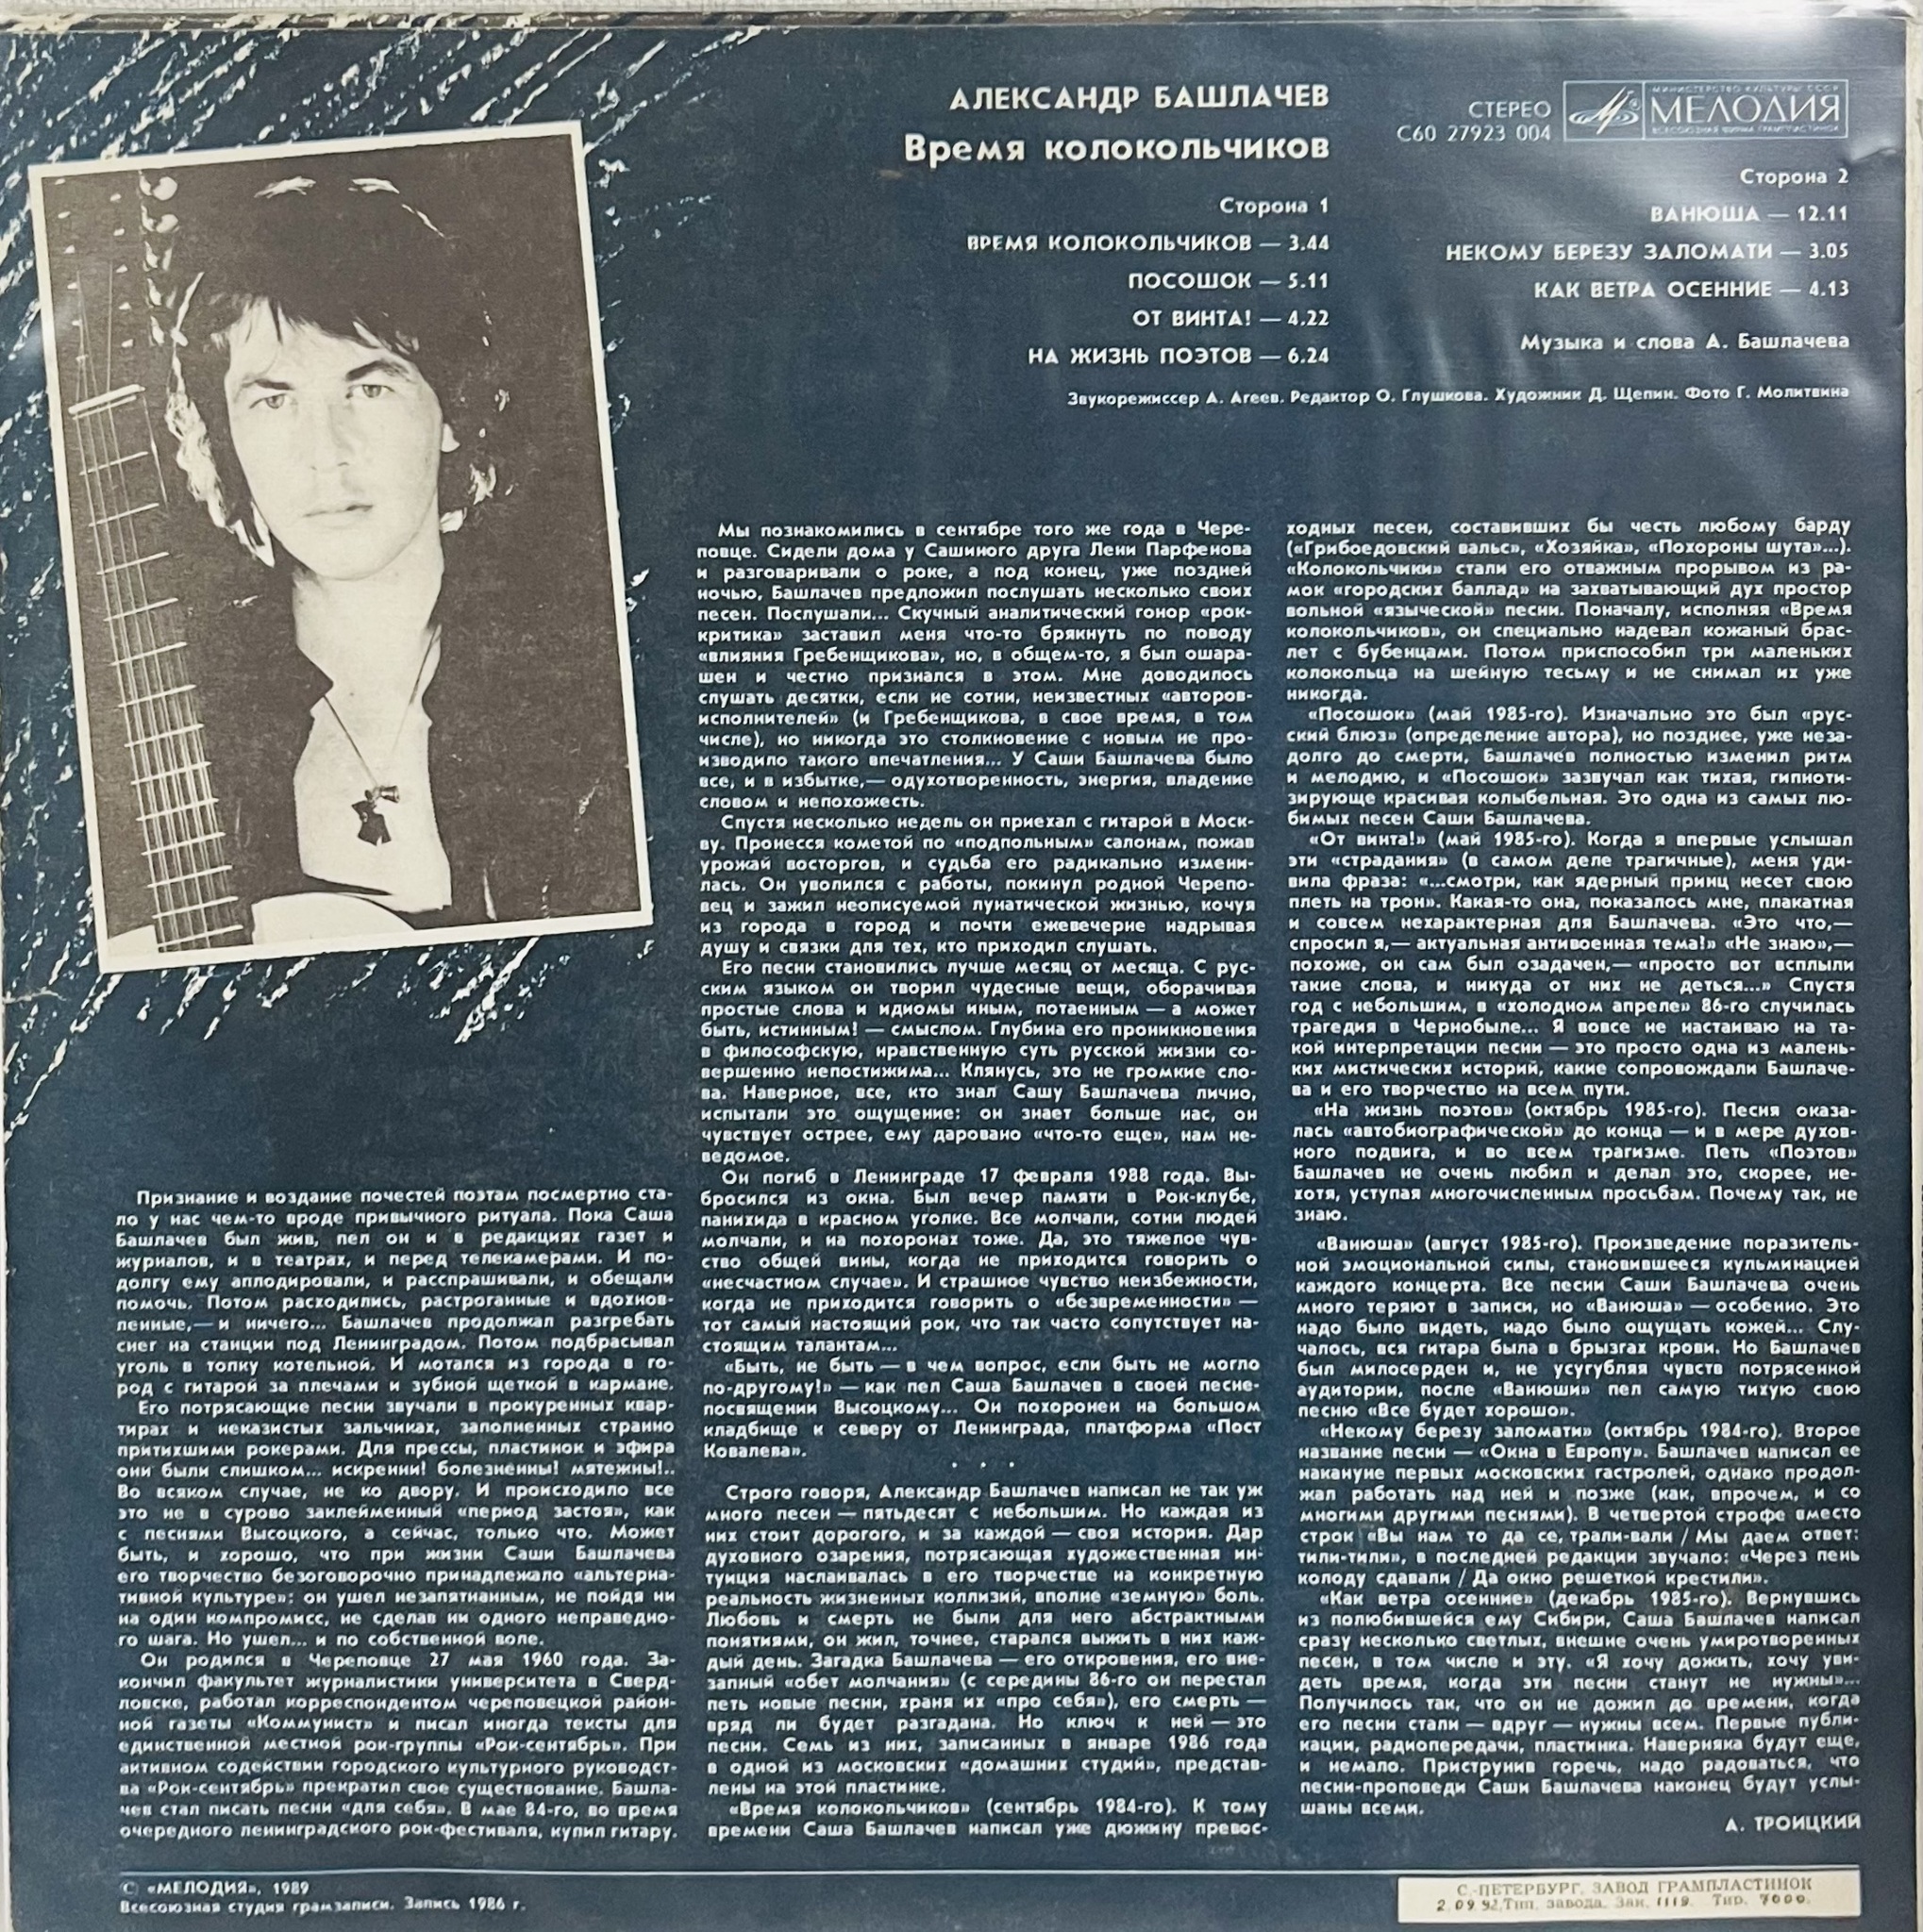 АЛЕКСАНДР БАШЛАЧЕВ
Время колокольчиков
СТЕРЕО
С60 27923 004
МИНИСТЕРСТВО КУЛЬТУРЫ СССР
МЕЛОДИЯ
ВСЕСОЮЗНАЯ ФИРМА ГРАМПЛАСТИНОК
Сторона 1
ВРЕМЯ КОЛОКОЛЬЧИКОВ — 3.44
ПОСОШОК — 5.11
ОТ ВИНТА! — 4.22
НА ЖИЗНЬ ПОЭТОВ — 6.24
Сторона 2
ВАНЮША — 12.11
НЕКОМУ БЕРЕЗУ ЗАЛОМАТИ — 3.05
КАК ВЕТРА ОСЕННИЕ — 4.13
Музыка и слова А. Башлачева
Звукорежиссер А. Агеев. Редактор О. Глушкова. Художник Д. Щепин. Фото Г. Молитвина
Признание и воздание почестей поэтам посмертно ста-
ло у нас чем-то вроде привычного ритуала. Пока Саша
Башлачев был жив, пел он и в редакциях газет и
журналов, и в театрах, и перед телекамерами. И по-
долгу ему аплодировали, и расспрашивали, и обещали
помочь. Потом расходились, растроганные и вдохнов-
ленные,— и ничего... Башлачев продолжал разгребать
снег на станции под Ленинградом. Потом подбрасывал
уголь в топку котельной. И мотался из города в го-
род с гитарой за плечами и зубной щеткой в кармане.
Его потрясающие песни звучали в прокуренных квар-
тирах и неказистых зальчиках, заполненных странно
притихшими рокерами. Для прессы, пластинок и эфира
они были слишком... искренни! болезненны! мятежны!..
Во всяком случае, не ко двору. И происходило все
это не в сурово заклейменный «период застоя», как
с песнями Высоцкого, а сейчас, только что. Может
быть, и хорошо, что при жизни Саши Башлачева
его творчество безоговорочно принадлежало «альтерна-
тивной культуре»: он ушел незапятнанным, не пойдя ни
на один компромисс, не сделав ни одного неправедно-
го шага. Но ушел... и по собственной воле.
Он родился в Череповце 27 мая 1960 года. За-
кончил факультет журналистики университета в Сверд-
ловске, работал корреспондентом череповецкой район-
ной газеты «Коммунист» и писал иногда тексты для
единственной местной рок-группы «Рок-сентябрь». При
активном содействии городского культурного руководст-
ва «Рок-сентябрь» прекратил свое существование. Башла-
чев стал писать песни «для себя». В мае 84-го, во время
очередного ленинградского рок-фестиваля, купил гитару.
Мы познакомились в сентябре того же года в Чере-
повце. Сидели дома у Сашиного друга Лени Парфенова
и разговаривали о роке, а под конец, уже поздней
ночью, Башлачев предложил послушать несколько своих
песен. Послушали... Скучный аналитический гонор «рок-
критика» заставил меня что-то брякнуть по поводу
«влияния Гребенщикова», но, в общем-то, я был ошара-
шен и честно признался в этом. Мне доводилось
слушать десятки, если не сотни, неизвестных «авторов-
исполнителей» (и Гребенщикова, в свое время, в том
числе), но никогда это столкновение с новым не про-
изводило такого впечатления... У Саши Башлачева было
все, и в избытке,— одухотворенность, энергия, владение
словом и непохожесть.
Спустя несколько недель он приехал с гитарой в Моск-
ву. Пронесся кометой по «подпольным» салонам, пожав
урожай восторгов, и судьба его радикально измени-
лась. Он уволился с работы, покинул родной Черепо-
вец и зажил неописуемой лунатической жизнью, кочуя
из города в город и почти ежевечерне надрывая
душу и связки для тех, кто приходил слушать.
Его песни становились лучше месяц от месяца. С рус-
ским языком он творил чудесные вещи, оборачивая
простые слова и идиомы иным, потаенным — а может
быть, истинным! — смыслом. Глубина его проникновения
в философскую, нравственную суть русской жизни со-
вершенно непостижима... Клянусь, это не громкие сло-
ва. Наверное, все, кто знал Сашу Башлачева лично,
испытали это ощущение: он знает больше нас, он
чувствует острее, ему даровано «что-то еще», нам не-
ведомое.
Он погиб в Ленинграде 17 февраля 1988 года. Вы-
бросился из окна. Был вечер памяти в Рок-клубе,
панихида в красном уголке. Все молчали, сотни людей
молчали, и на похоронах тоже. Да, это тяжелое чув-
ство общей вины, когда не приходится говорить о
«несчастном случае». И страшное чувство неизбежности,
когда не приходится говорить о «безвременности» —
тот самый настоящий рок, что так часто сопутствует на-
стоящим талантам...
«Быть, не быть — в чем вопрос, если быть не могло
по-другому!» — как пел Саша Башлачев в своей песне-
посвящении Высоцкому... Он похоронен на большом
кладбище к северу от Ленинграда, платформа «Пост
Ковалева».
. . .
Строго говоря, Александр Башлачев написал не так уж
много песен — пятьдесят с небольшим. Но каждая из
них стоит дорогого, и за каждой — своя история. Дар
духовного озарения, потрясающая художественная ин-
туиция наслаивалась в его творчестве на конкретную
реальность жизненных коллизий, вполне «земную» боль.
Любовь и смерть не были для него абстрактными
понятиями, он жил, точнее, старался выжить в них каж-
дый день. Загадка Башлачева — его откровения, его вне-
запный «обет молчания» (с середины 86-го он перестал
петь новые песни, храня их «про себя»), его смерть —
вряд ли будет разгадана. Но ключ к ней — это
песни. Семь из них, записанных в январе 1986 года
в одной из московских «домашних студий», представ-
лены на этой пластинке.
«Время колокольчиков» (сентябрь 1984-го). К тому
времени Саша Башлачев написал уже дюжину превос-
ходных песен, составивших бы честь любому барду
(«Грибоедовский вальс», «Хозяйка», «Похороны шута»...).
«Колокольчики» стали его отважным прорывом из ра-
мок «городских баллад» на захватывающий дух простор
вольной «языческой» песни. Поначалу, исполняя «Время
колокольчиков», он специально надевал кожаный брас-
лет с бубенцами. Потом приспособил три маленьких
колокольца на шейную тесьму и не снимал их уже
никогда.
«Посошок» (май 1985-го). Изначально это был «рус-
ский блюз» (определение автора), но позднее, уже неза-
долго до смерти, Башлачев полностью изменил ритм
и мелодию, и «Посошок» зазвучал как тихая, гипноти-
зирующе красивая колыбельная. Это одна из самых лю-
бимых песен Саши Башлачева.
«От винта!» (май 1985-го). Когда я впервые услышал
эти «страдания» (в самом деле трагичные), меня уди-
вила фраза: «...смотри, как ядерный принц несет свою
плеть на трон». Какая-то она, показалось мне, плакатная
и совсем нехарактерная для Башлачева. «Это что,—
спросил я,— актуальная антивоенная тема!» «Не знаю»,—
похоже, он сам был озадачен,— «просто вот всплыли
такие слова, и никуда от них не деться...» Спустя
год с небольшим, в «холодном апреле» 86-го случилась
трагедия в Чернобыле... Я вовсе не настаиваю на та-
кой интерпретации песни — это просто одна из малень-
ких мистических историй, какие сопровождали Башлаче-
ва и его творчество на всем пути.
«На жизнь поэтов» (октябрь 1985-го). Песня оказа-
лась «автобиографической» до конца — и в мере духов-
ного подвига, и во всем трагизме. Петь «Поэтов»
Башлачев не очень любил и делал это, скорее, не-
хотя, уступая многочисленным просьбам. Почему так, не
знаю.
«Ванюша» (август 1985-го). Произведение поразитель-
ной эмоциональной силы, становившееся кульминацией
каждого концерта. Все песни Саши Башлачева очень
много теряют в записи, но «Ванюша» — особенно. Это
надо было видеть, надо было ощущать кожей... Слу-
чалось, вся гитара была в брызгах крови. Но Башлачев
был милосерден и, не усугубляя чувств потрясенной
аудитории, после «Ванюши» пел самую тихую свою
песню «Все будет хорошо».
«Некому березу заломати» (октябрь 1984-го). Второе
название песни — «Окна в Европу». Башлачев написал ее
накануне первых московских гастролей, однако продол-
жал работать над ней и позже (как, впрочем, и со
многими другими песнями). В четвертой строфе вместо
строк «Вы нам то да се, трали-вали / Мы даем ответ:
тили-тили», в последней редакции звучало: «Через пень
колоду сдавали / Да окно решеткой крестили».
«Как ветра осенние» (декабрь 1985-го). Вернувшись
из полюбившейся ему Сибири, Саша Башлачев написал
сразу несколько светлых, внешне очень умиротворенных
песен, в том числе и эту. «Я хочу дожить, хочу уви-
деть время, когда эти песни станут не нужны»...
Получилось так, что он не дожил до времени, когда
его песни стали — вдруг — нужны всем. Первые публи-
кации, радиопередачи, пластинка. Наверняка будут еще,
и немало. Приструнив горечь, надо радоваться, что
песни-проповеди Саши Башлачева наконец будут услы-
шаны всеми.
А. ТРОИЦКИЙ
© «МЕЛОДИЯ», 1989
Всесоюзная студия грамзаписи. Запись 1986 г.
С.-ПЕТЕРБУРГ. ЗАВОД ГРАМПЛАСТИНОК
2.09.92. Тип. завода. Зак. 1119. Тир. 7000.